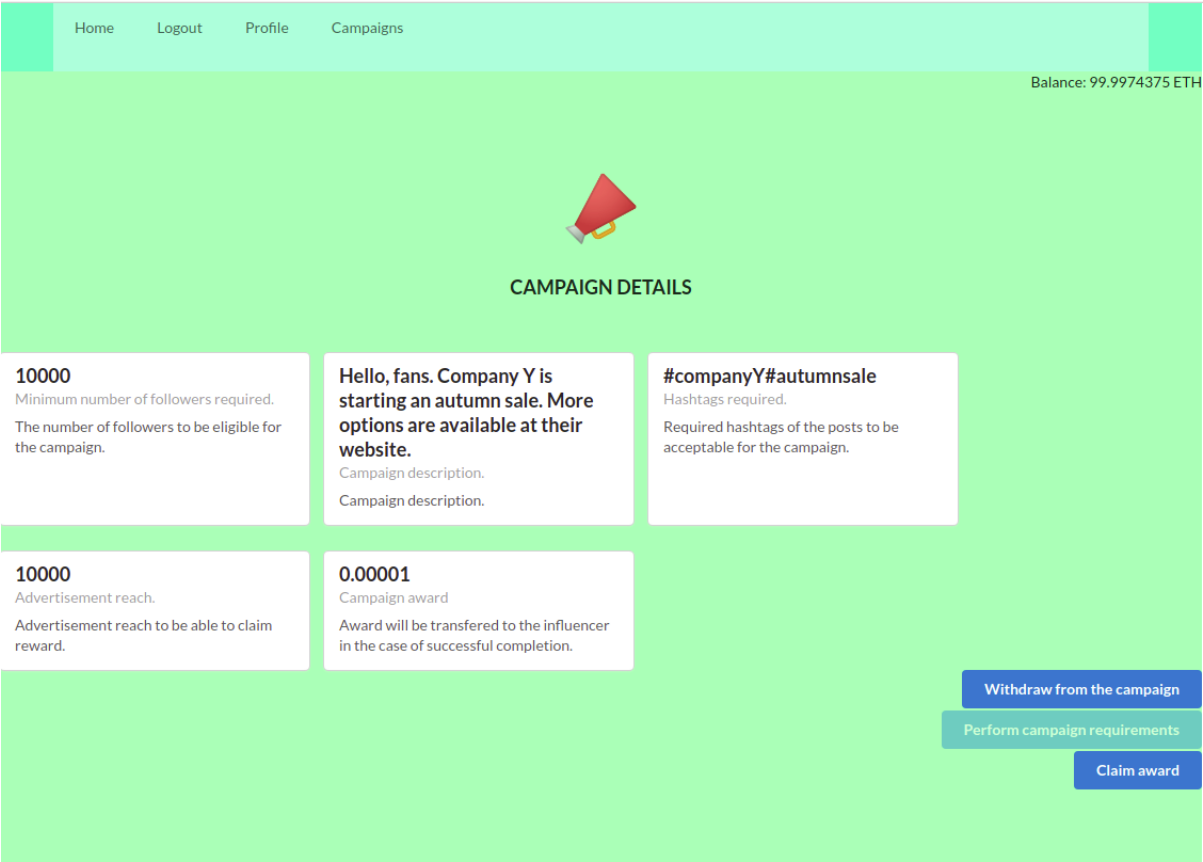 Home Logout Profile Campaigns
Balance: 99.9974375 ETH
CAMPAIGN DETAILS
10000
Minimum number of followers required.
The number of followers to be eligible for
the campaign.
Hello, fans. Company Y is
starting an autumn sale. More
options are available at their
website.
Campaign description.
Campaign description.
#companyY#autumnsale
Hashtags required.
Required hashtags of the posts to be
acceptable for the campaign.
10000
Advertisement reach.
Advertisement reach to be able to claim
reward.
0.00001
Campaign award
Award will be transfered to the influencer
in the case of successful completion.
Withdraw from the campaign
Perform campaign requirements
Claim award